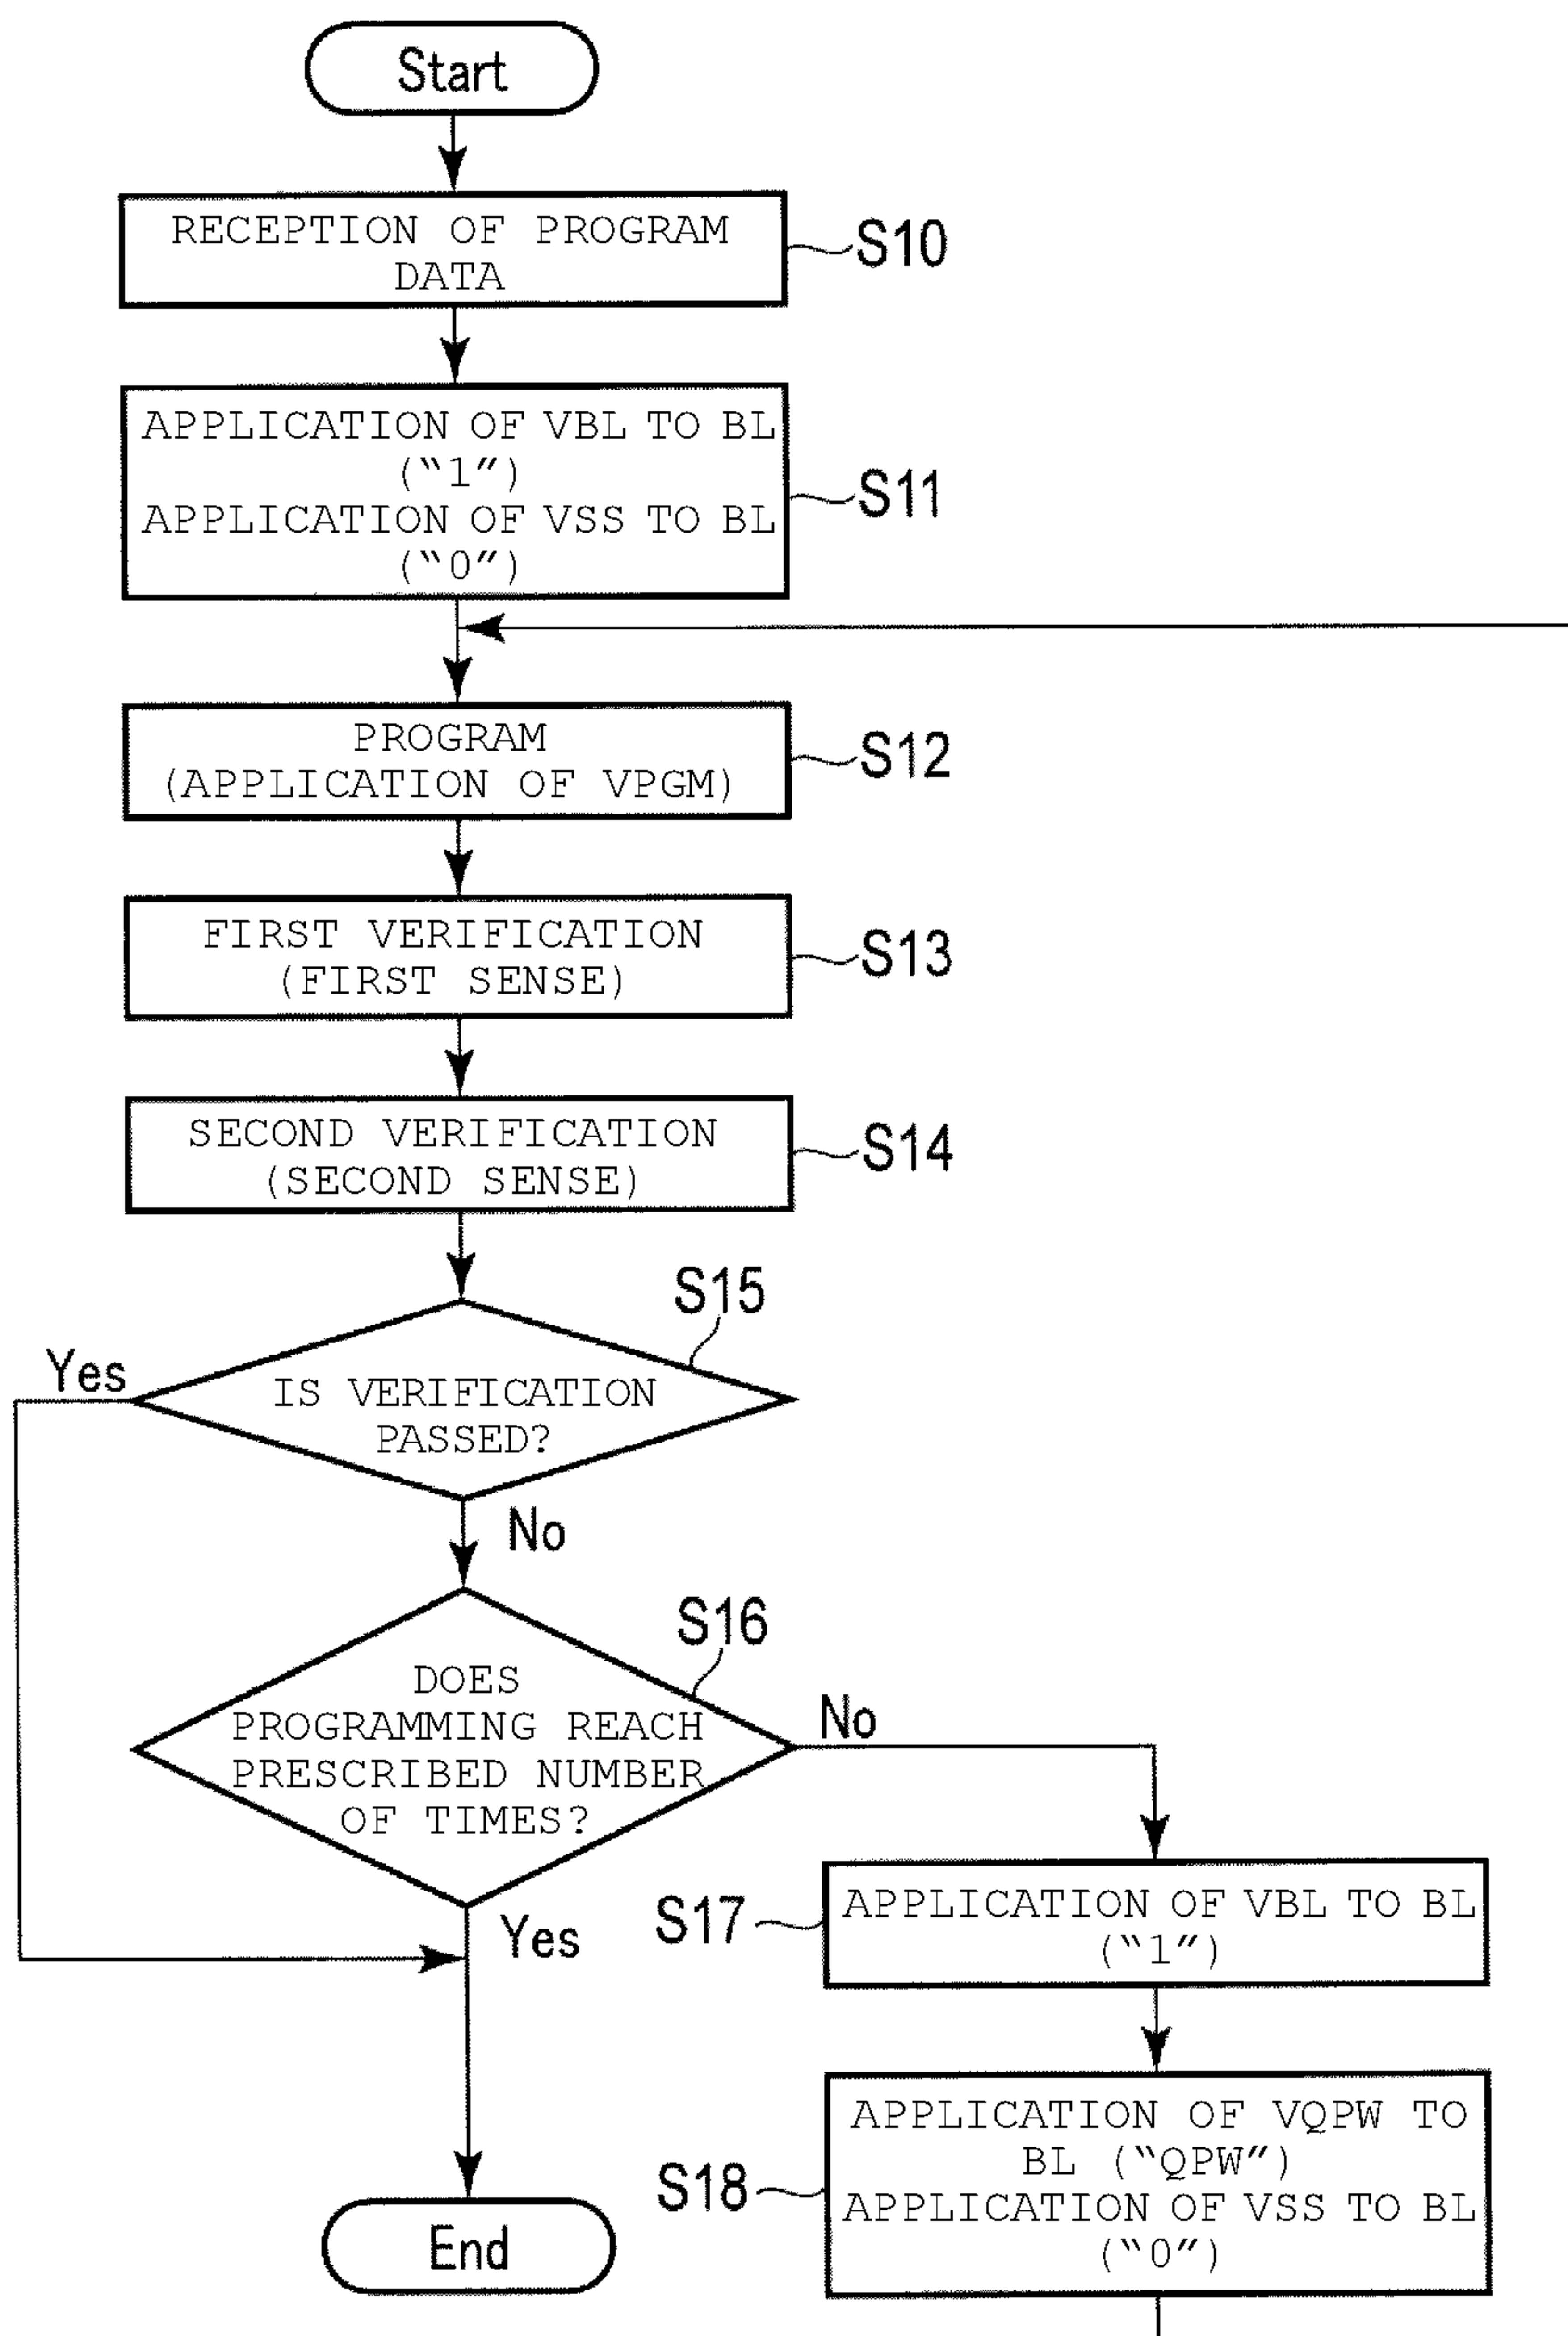 Start
RECEPTION OF PROGRAM
DATA
S10
APPLICATION OF VBL TO BL
("1")
APPLICATION OF VSS TO BL
("0")
S11
PROGRAM
(APPLICATION OF VPGM)
S12
FIRST VERIFICATION
(FIRST SENSE)
S13
SECOND VERIFICATION
(SECOND SENSE)
S14
S15
Yes
IS VERIFICATION
PASSED?
No
S16
DOES
PROGRAMMING REACH
PRESCRIBED NUMBER
OF TIMES?
No
Yes
S17
APPLICATION OF VBL TO BL
("1")
S18
APPLICATION OF VQPW TO
BL ("QPW")
APPLICATION OF VSS TO BL
("0")
End